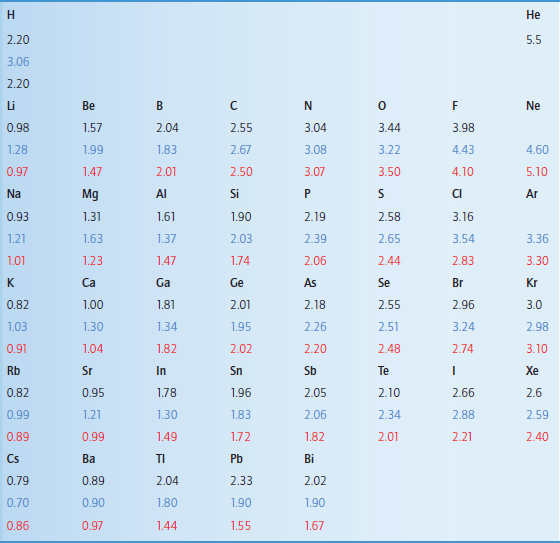 H He
2.20 5.5
3.06
2.20
Li Be B C N O F Ne
0.98 1.57 2.04 2.55 3.04 3.44 3.98
1.28 1.99 1.83 2.67 3.08 3.22 4.43 4.60
0.97 1.47 2.01 2.50 3.07 3.50 4.10 5.10
Na Mg Al Si P S Cl Ar
0.93 1.31 1.61 1.90 2.19 2.58 3.16
1.21 1.63 1.37 2.03 2.39 2.65 3.54 3.36
1.01 1.23 1.47 1.74 2.06 2.44 2.83 3.30
K Ca Ga Ge As Se Br Kr
0.82 1.00 1.81 2.01 2.18 2.55 2.96 3.0
1.03 1.30 1.34 1.95 2.26 2.51 3.24 2.98
0.91 1.04 1.82 2.02 2.20 2.48 2.74 3.10
Rb Sr In Sn Sb Te I Xe
0.82 0.95 1.78 1.96 2.05 2.10 2.66 2.6
0.99 1.21 1.30 1.83 2.06 2.34 2.88 2.59
0.89 0.99 1.49 1.72 1.82 2.01 2.21 2.40
Cs Ba Tl Pb Bi
0.79 0.89 2.04 2.33 2.02
0.70 0.90 1.80 1.90 1.90
0.86 0.97 1.44 1.55 1.67